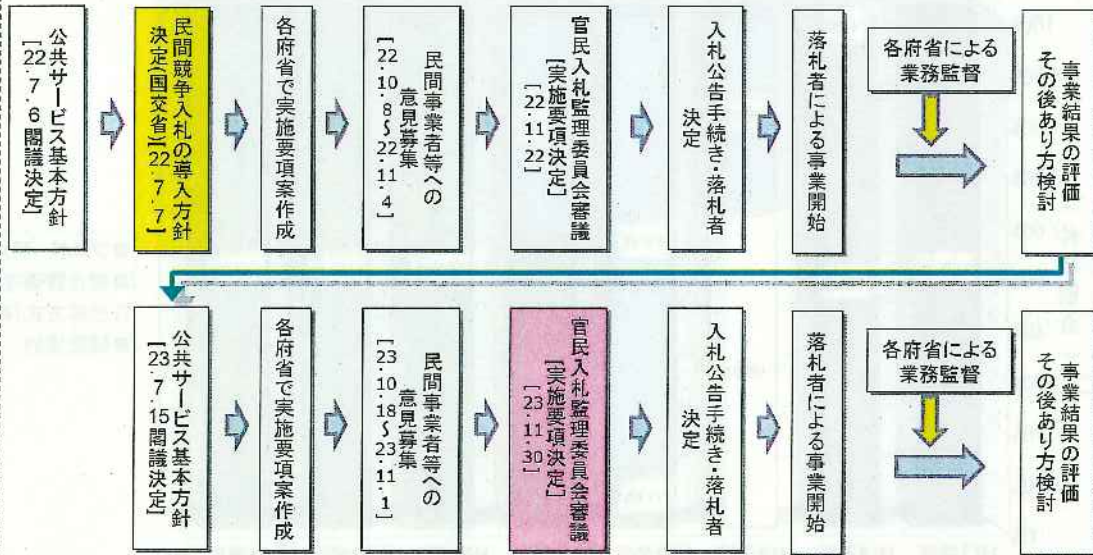 公共サービス基本方針
[22.7.6閣議決定]
民間競争入札の導入方針
決定(国交省)[22.7.7]
各府省で実施要項案作成
民間事業者等への
意見募集
[22.10.8～22.11.4]
官民入札監理委員会審議
[実施要項決定]
[22.11.22]
入札公告手続き・落札者
決定
落札者による事業開始
各府省による
業務監督
事業結果の評価
その後あり方検討
公共サービス基本方針
[23.7.15閣議決定]
各府省で実施要項案作成
民間事業者等への
意見募集
[23.10.18～23.11.1]
官民入札監理委員会審議
[実施要項決定]
[23.11.30]
入札公告手続き・落札者
決定
落札者による事業開始
各府省による
業務監督
事業結果の評価
その後あり方検討